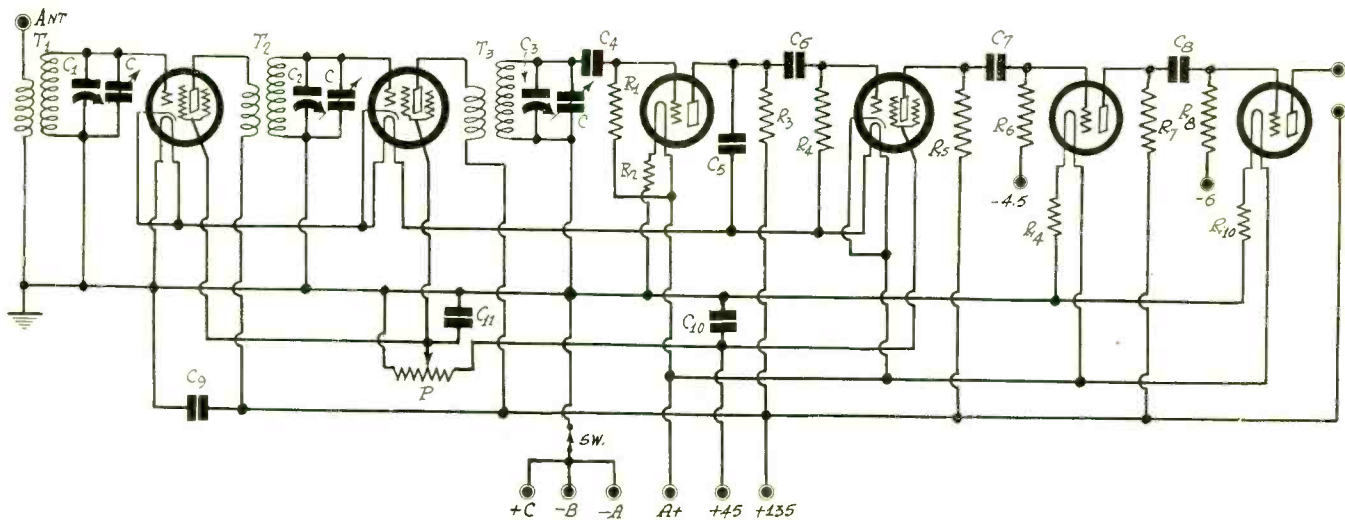 ANT
T1
C1
C
T2
C2
C
T3
C3
C
C4
R1
R2
C5
R3
C6
R4
R5
C7
R6
-4.5
R4
R7
C8
R8
-6
R10
C11
C10
P
C9
SW.
+C
-B
-A
A+
+45
+135